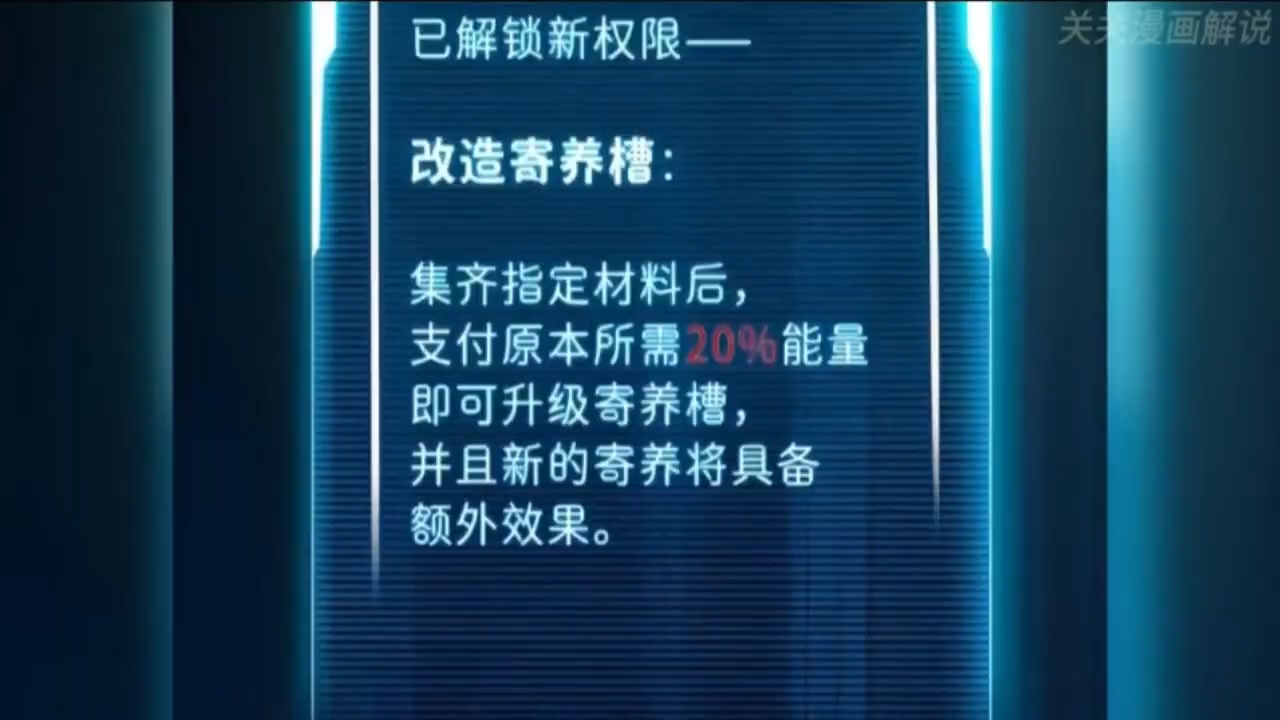 关关漫画解说
已解锁新权限——
改造寄养槽：
集齐指定材料后，
支付原本所需20%能量
即可升级寄养槽，
并且新的寄养将具备
额外效果。